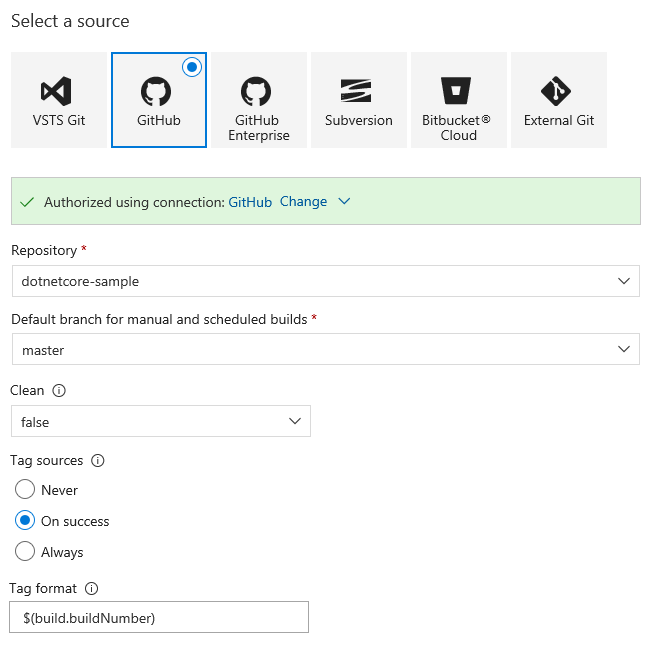 Select a source
VSTS Git
GitHub
GitHub
Enterprise
Subversion
Bitbucket®
Cloud
External Git
Authorized using connection: GitHub Change
Repository *
dotnetcore-sample
Default branch for manual and scheduled builds *
master
Clean
false
Tag sources
Never
On success
Always
Tag format
$(build.buildNumber)